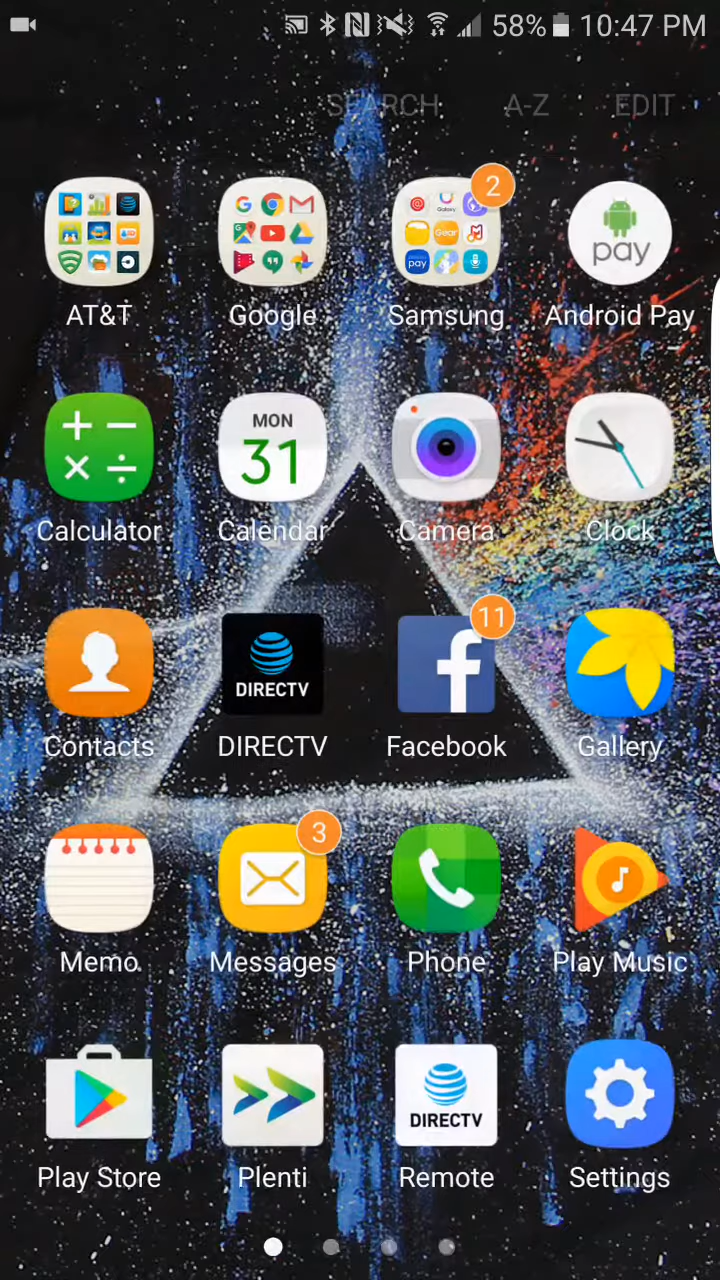 58% 10:47 PM
SEARCH A-Z EDIT
2
pay
AT&T Google Samsung Android Pay
MON
31
Calculator Calendar Camera Clock
11
DIRECTV
Contacts DIRECTV Facebook Gallery
3
Memo Messages Phone Play Music
DIRECTV
Play Store Plenti Remote Settings